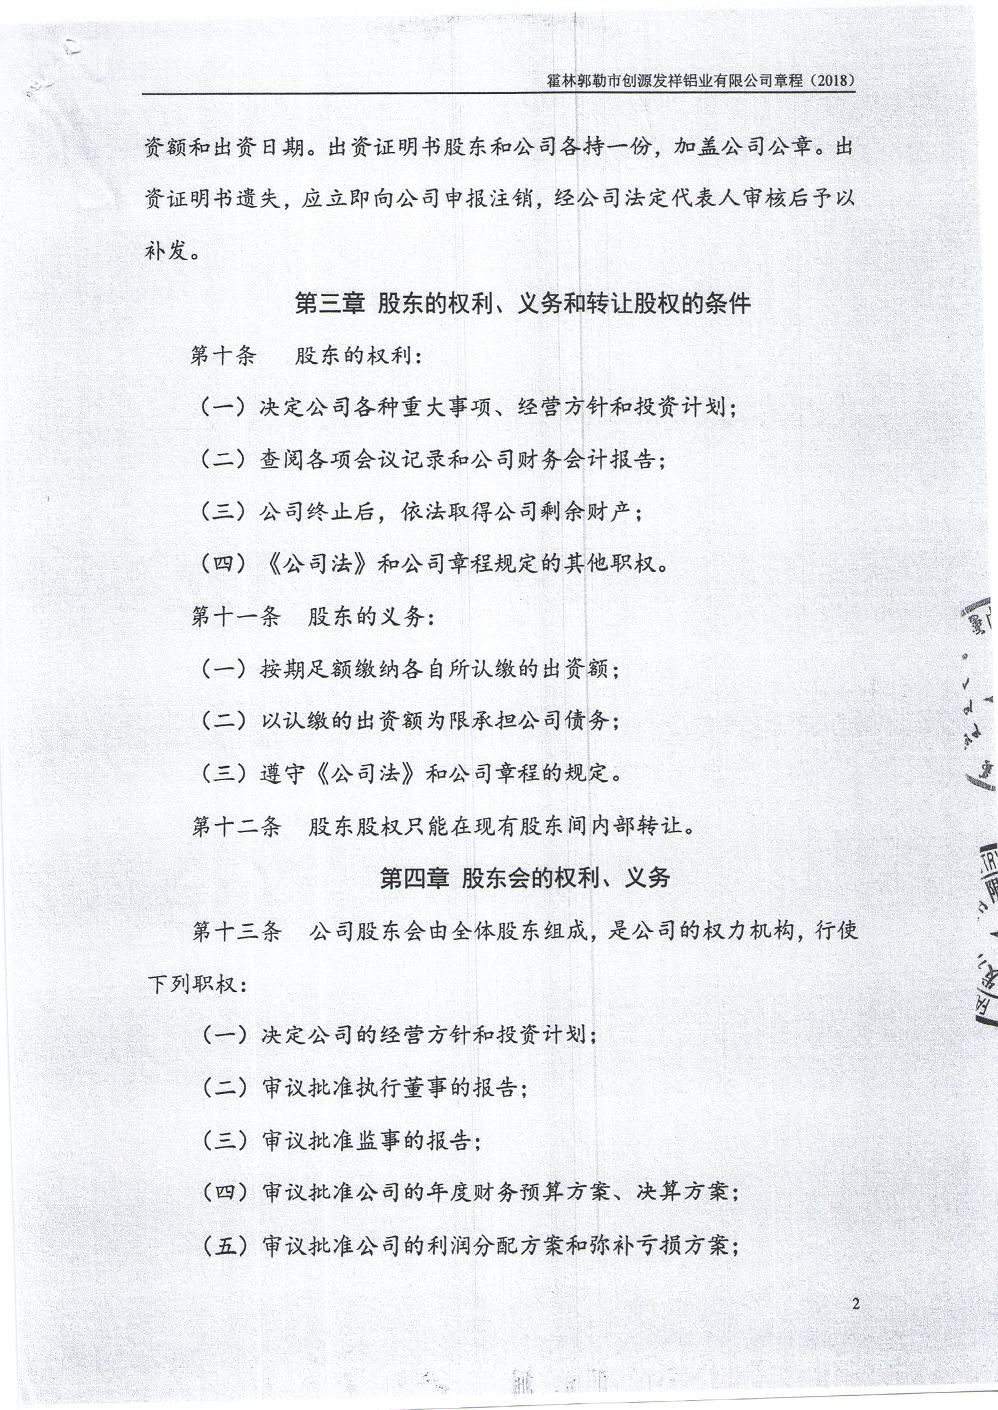 霍林郭勒市创源发祥铝业有限公司章程（2018）
资额和出资日期。出资证明书股东和公司各持一份，加盖公司公章。出
资证明书遗失，应立即向公司申报注销，经公司法定代表人审核后予以
补发。
第三章 股东的权利、义务和转让股权的条件
第十条 股东的权利：
（一）决定公司各种重大事项、经营方针和投资计划；
（二）查阅各项会议记录和公司财务会计报告；
（三）公司终止后，依法取得公司剩余财产；
（四）《公司法》和公司章程规定的其他职权。
第十一条 股东的义务：
（一）按期足额缴纳各自所认缴的出资额；
（二）以认缴的出资额为限承担公司债务；
（三）遵守《公司法》和公司章程的规定。
第十二条 股东股权只能在现有股东间内部转让。
第四章 股东会的权利、义务
第十三条 公司股东会由全体股东组成，是公司的权力机构，行使
下列职权：
（一）决定公司的经营方针和投资计划；
（二）审议批准执行董事的报告；
（三）审议批准监事的报告；
（四）审议批准公司的年度财务预算方案、决算方案；
（五）审议批准公司的利润分配方案和弥补亏损方案；
2